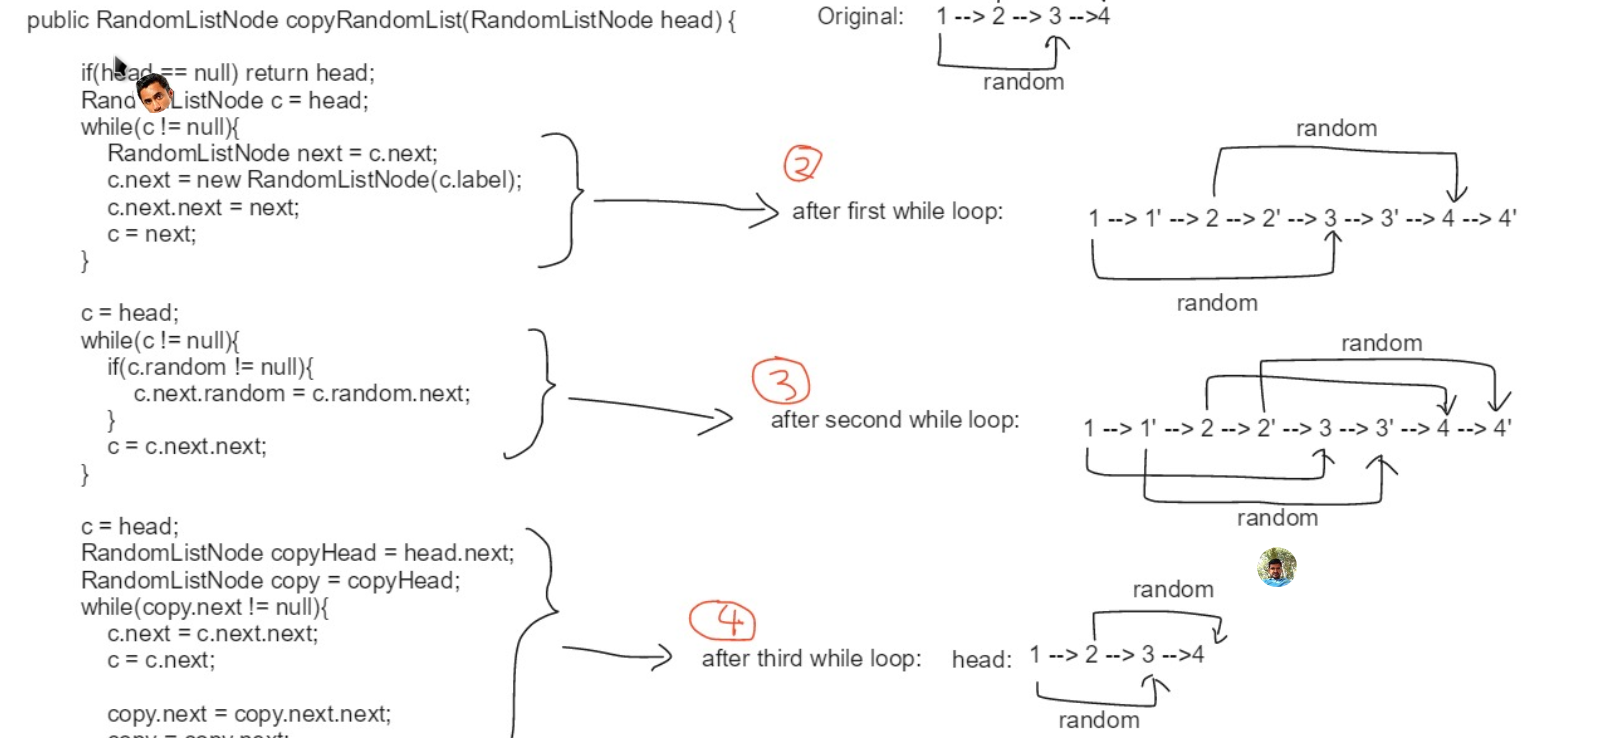 public RandomListNode copyRandomList(RandomListNode head) {
if(head == null) return head;
RandomListNode c = head;
while(c != null){
RandomListNode next = c.next;
c.next = new RandomListNode(c.label);
c.next.next = next;
c = next;
}
c = head;
while(c != null){
if(c.random != null){
c.next.random = c.random.next;
}
c = c.next.next;
}
c = head;
RandomListNode copyHead = head.next;
RandomListNode copy = copyHead;
while(copy.next != null){
c.next = c.next.next;
c = c.next;
copy.next = copy.next.next;
copy = copy.next;
Original: 1 --> 2 --> 3 -->4
random
2
random
after first while loop: 1 --> 1' --> 2 --> 2' --> 3 --> 3' --> 4 --> 4'
random
3
random
after second while loop: 1 --> 1' --> 2 --> 2' --> 3 --> 3' --> 4 --> 4'
random
4
random
after third while loop: head: 1 --> 2 --> 3 -->4
random